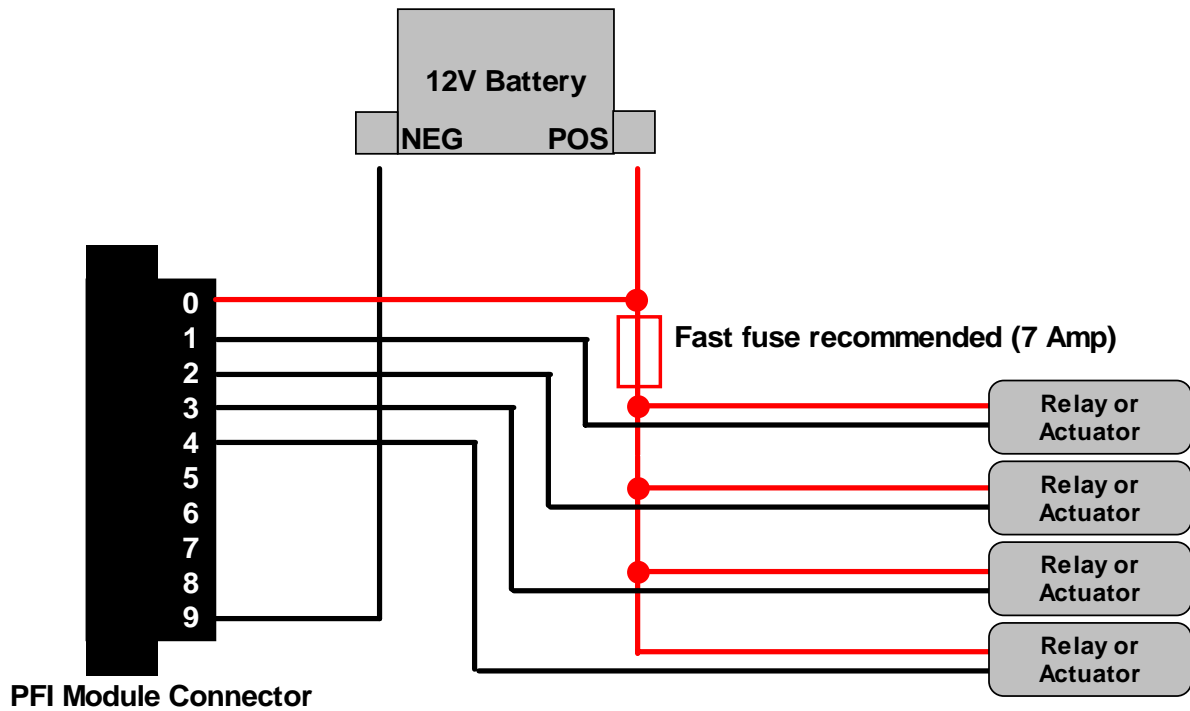 12V Battery
NEG POS
0
1
2
3
4
5
6
7
8
9
Fast fuse recommended (7 Amp)
Relay or
Actuator
Relay or
Actuator
Relay or
Actuator
Relay or
Actuator
PFI Module Connector